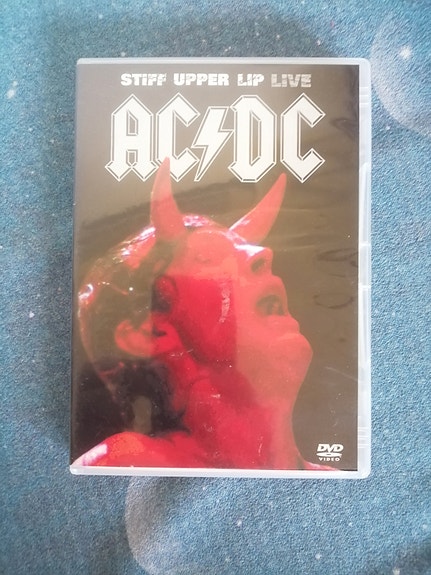 STIFF UPPER LIP LIVE
AC⚡DC
DVD
VIDEO